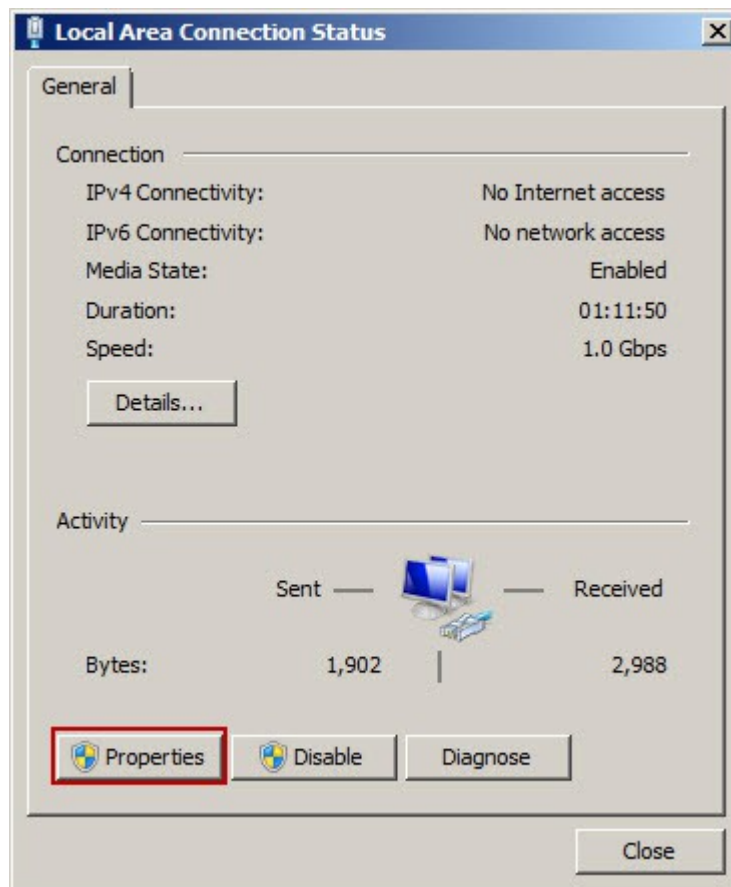 Local Area Connection Status
General
Connection
IPv4 Connectivity: No Internet access
IPv6 Connectivity: No network access
Media State: Enabled
Duration: 01:11:50
Speed: 1.0 Gbps
Details...
Activity
Sent Received
Bytes: 1,902 2,988
Properties Disable Diagnose
Close